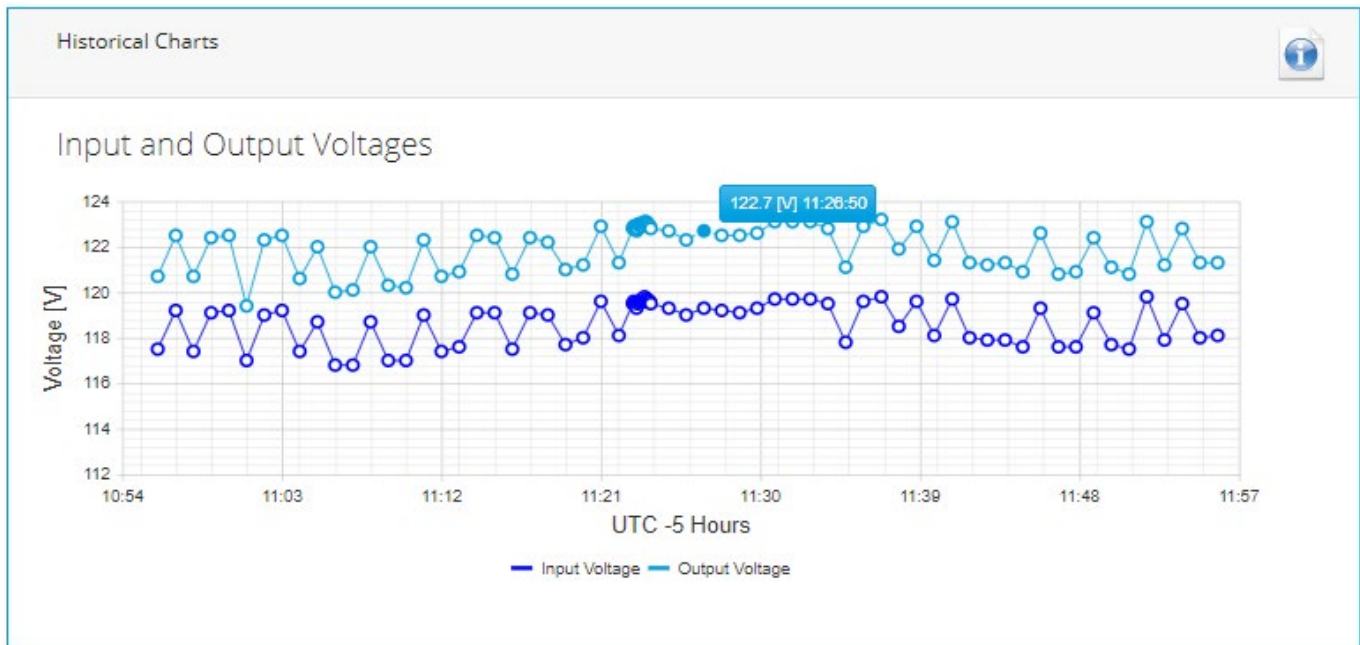 Historical Charts
i
Input and Output Voltages
122.7 [V] 11:26:50
Voltage [V]
124
122
120
118
116
114
112
10:54 11:03 11:12 11:21 11:30 11:39 11:48 11:57
UTC -5 Hours
Input Voltage Output Voltage